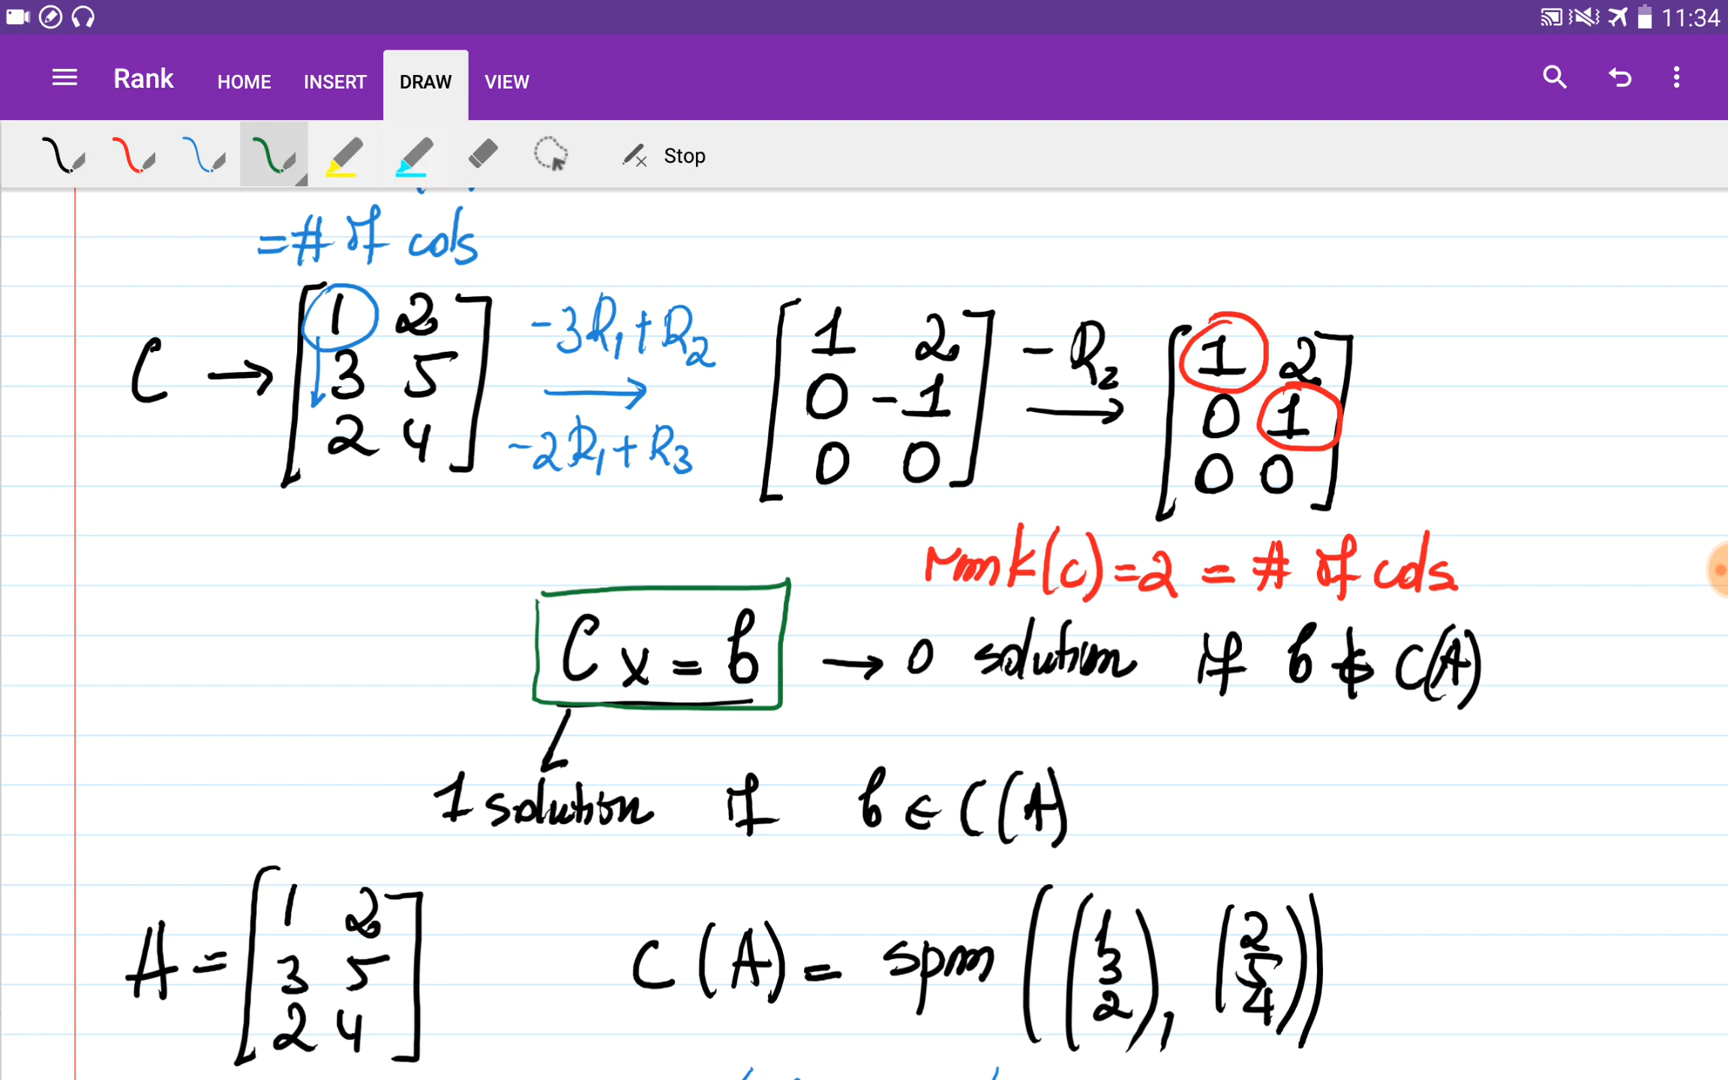 11:34
Rank HOME INSERT DRAW VIEW
Stop
= # of cols
C → [1 2; 3 5; 2 4] -3R₁+R₂ → -2R₁+R₃ [1 2; 0 -1; 0 0] -R₂ → [1 2; 0 1; 0 0]
rank(c)=2 = # of cols
Cx = b → 0 solution if b ∉ C(A)
1 solution if b ∈ C(A)
A = [1 2; 3 5; 2 4] C(A) = span((1 3 2), (2 5 4))